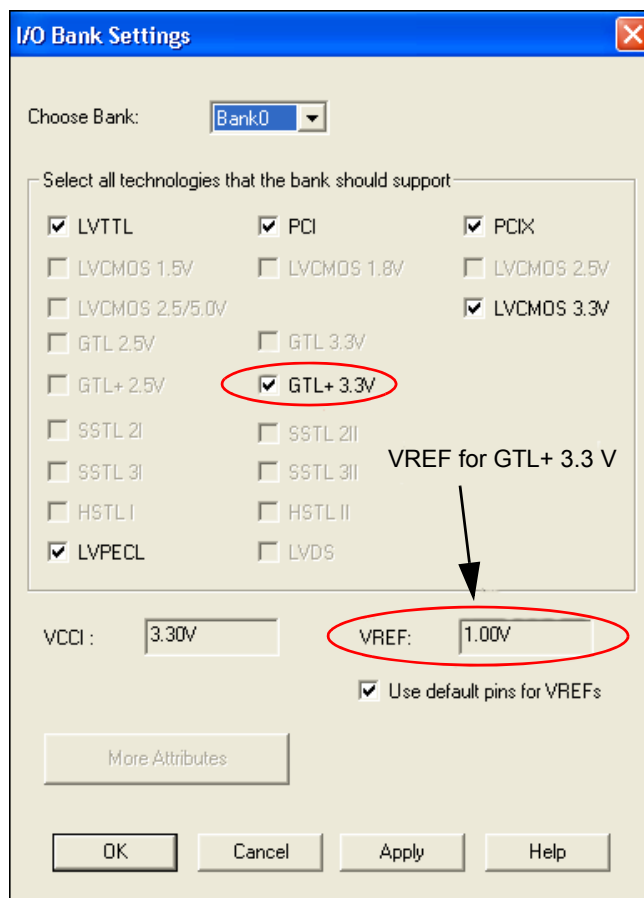 I/O Bank Settings
Choose Bank: Bank0
Select all technologies that the bank should support
LVTTL PCI PCIX
LVCMOS 1.5V LVCMOS 1.8V LVCMOS 2.5V
LVCMOS 2.5/5.0V LVCMOS 3.3V
GTL 2.5V GTL 3.3V
GTL+ 2.5V GTL+ 3.3V
SSTL 2I SSTL 2II
SSTL 3I SSTL 3II
VREF for GTL+ 3.3 V
HSTL I HSTL II
LVPECL LVDS
VCCI : 3.30V VREF: 1.00V
Use default pins for VREFs
More Attributes
OK Cancel Apply Help